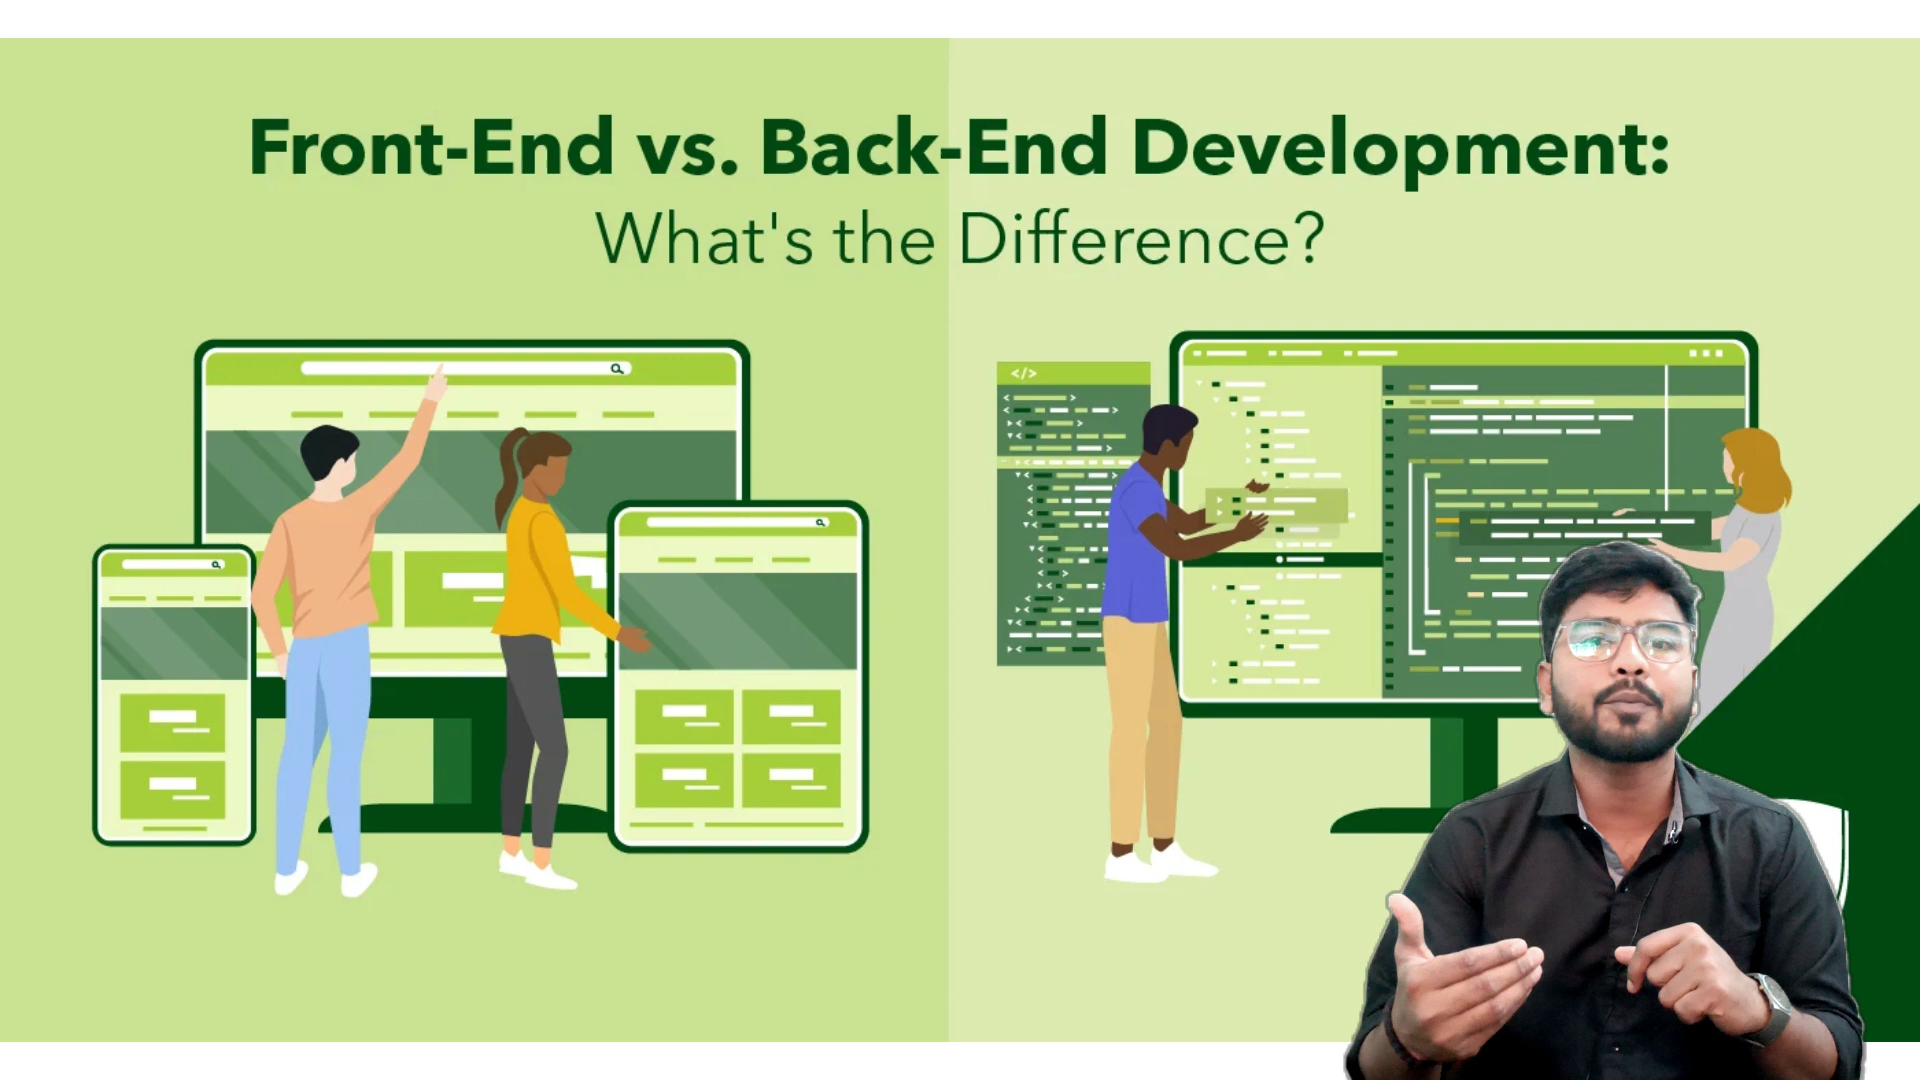 Front-End vs. Back-End Development:
What's the Difference?
</>